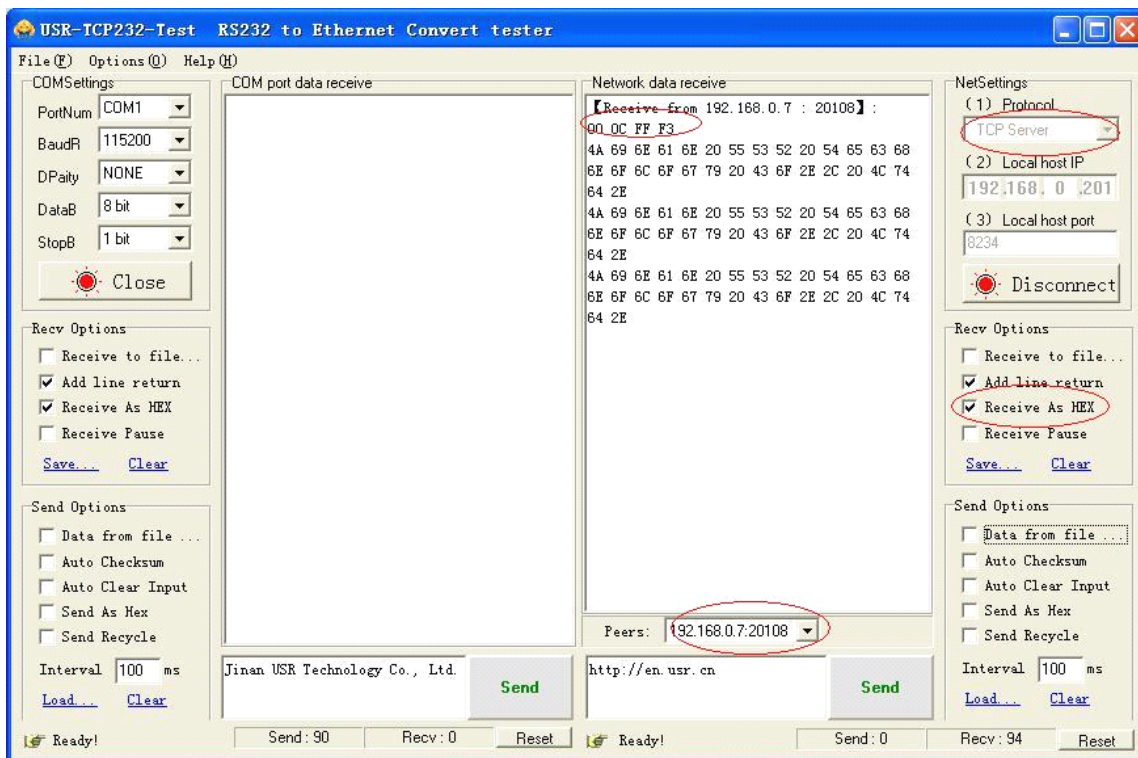 USR-TCP232-Test RS232 to Ethernet Convert tester
File(F) Options(O) Help(H)
COMSettings
PortNum COM1
BaudR 115200
DPaity NONE
DataB 8 bit
StopB 1 bit
Close
Recv Options
Receive to file...
Add line return
Receive As HEX
Receive Pause
Save... Clear
Send Options
Data from file ...
Auto Checksum
Auto Clear Input
Send As Hex
Send Recycle
Interval 100 ms
Load... Clear
COM port data receive
Jinan USR Technology Co., Ltd.
Send
Network data receive
【Receive from 192.168.0.7 : 20108】:
00 0C FF F3
4A 69 6E 61 6E 20 55 53 52 20 54 65 63 68
6E 6F 6C 6F 67 79 20 43 6F 2E 2C 20 4C 74
64 2E
4A 69 6E 61 6E 20 55 53 52 20 54 65 63 68
6E 6F 6C 6F 67 79 20 43 6F 2E 2C 20 4C 74
64 2E
4A 69 6E 61 6E 20 55 53 52 20 54 65 63 68
6E 6F 6C 6F 67 79 20 43 6F 2E 2C 20 4C 74
64 2E
Peers: 192.168.0.7:20108
http://en.usr.cn
Send
NetSettings
(1) Protocol
TCP Server
(2) Local host IP
192.168. 0 .201
(3) Local host port
8234
Disconnect
Recv Options
Receive to file...
Add line return
Receive As HEX
Receive Pause
Save... Clear
Send Options
Data from file ...
Auto Checksum
Auto Clear Input
Send As Hex
Send Recycle
Interval 100 ms
Load... Clear
Ready! Send : 90 Recv : 0 Reset
Ready! Send : 0 Recv : 94 Reset